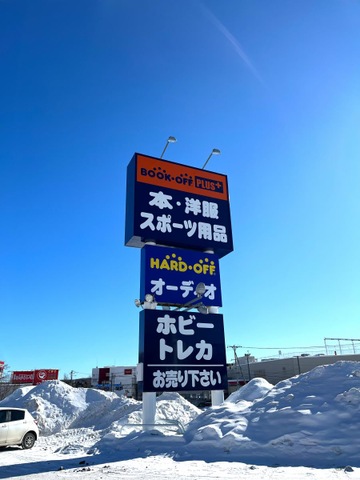 BOOK・OFF PLUS+
本・洋服
スポーツ用品
HARD・OFF
オーディオ
ホビー
トレカ
お売り下さい